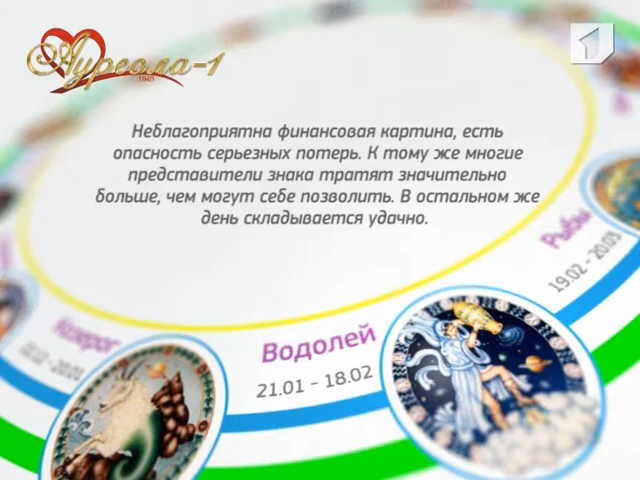 Ауреола-1
1945
Неблагоприятна финансовая картина, есть
опасность серьезных потерь. К тому же многие
представители знака тратят значительно
больше, чем могут себе позволить. В остальном же
день складывается удачно.
Рыбы
19.02 - 20.03
Водолей
21.01 - 18.02
Козерог